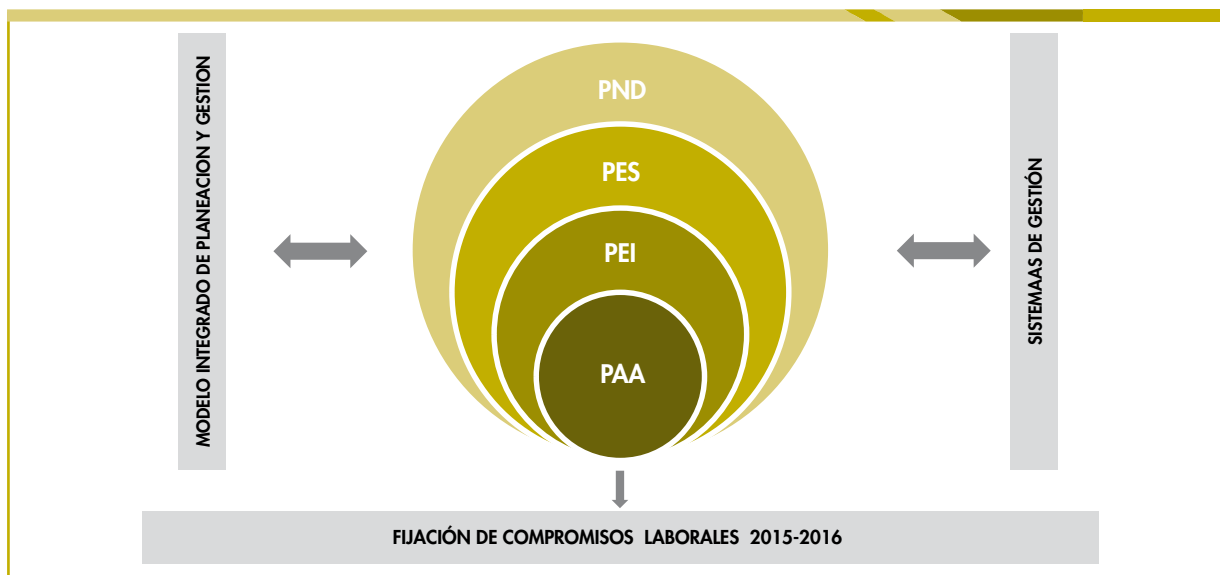 MODELO INTEGRADO DE PLANEACION Y GESTION
PND
PES
PEI
PAA
SISTEMAAS DE GESTIÓN
FIJACIÓN DE COMPROMISOS LABORALES 2015-2016